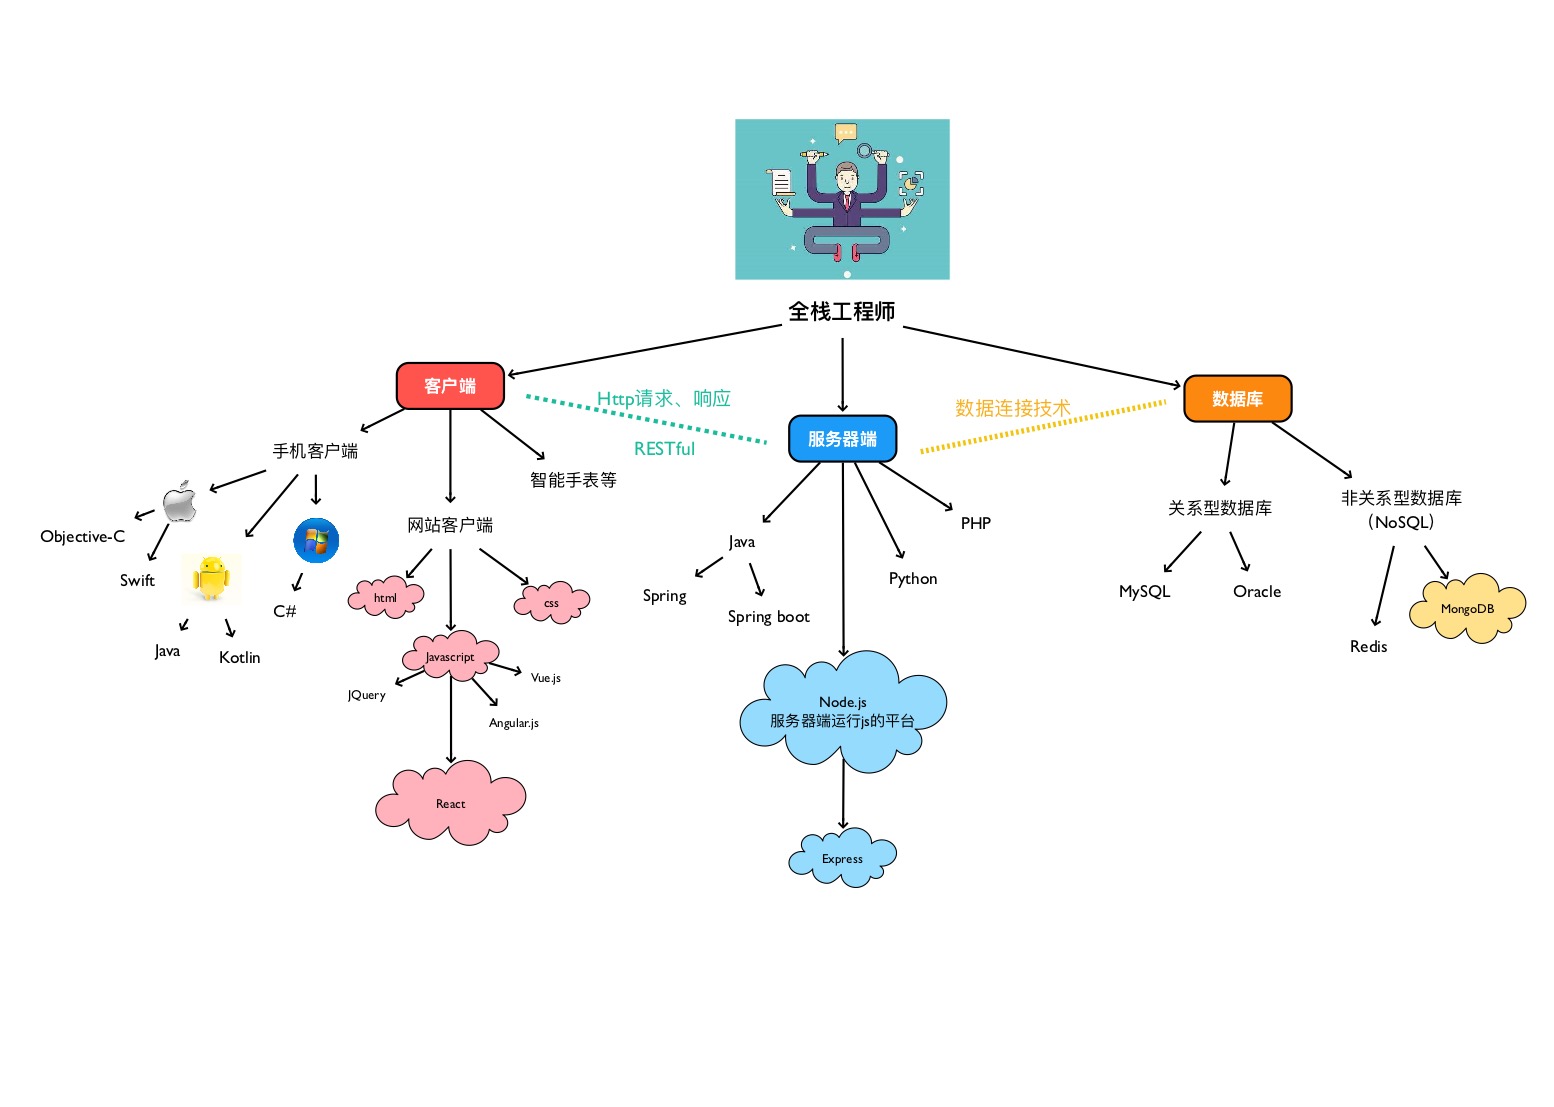 全栈工程师
客户端
Http请求、响应
RESTful
数据连接技术
数据库
服务器端
手机客户端
智能手表等
网站客户端
Objective-C
Swift
Java
Kotlin
C#
html
css
Javascript
JQuery
Vue.js
Angular.js
React
Java
Spring
Spring boot
Python
PHP
Node.js
服务器端运行js的平台
Express
关系型数据库
MySQL
Oracle
非关系型数据库
（NoSQL）
Redis
MongoDB